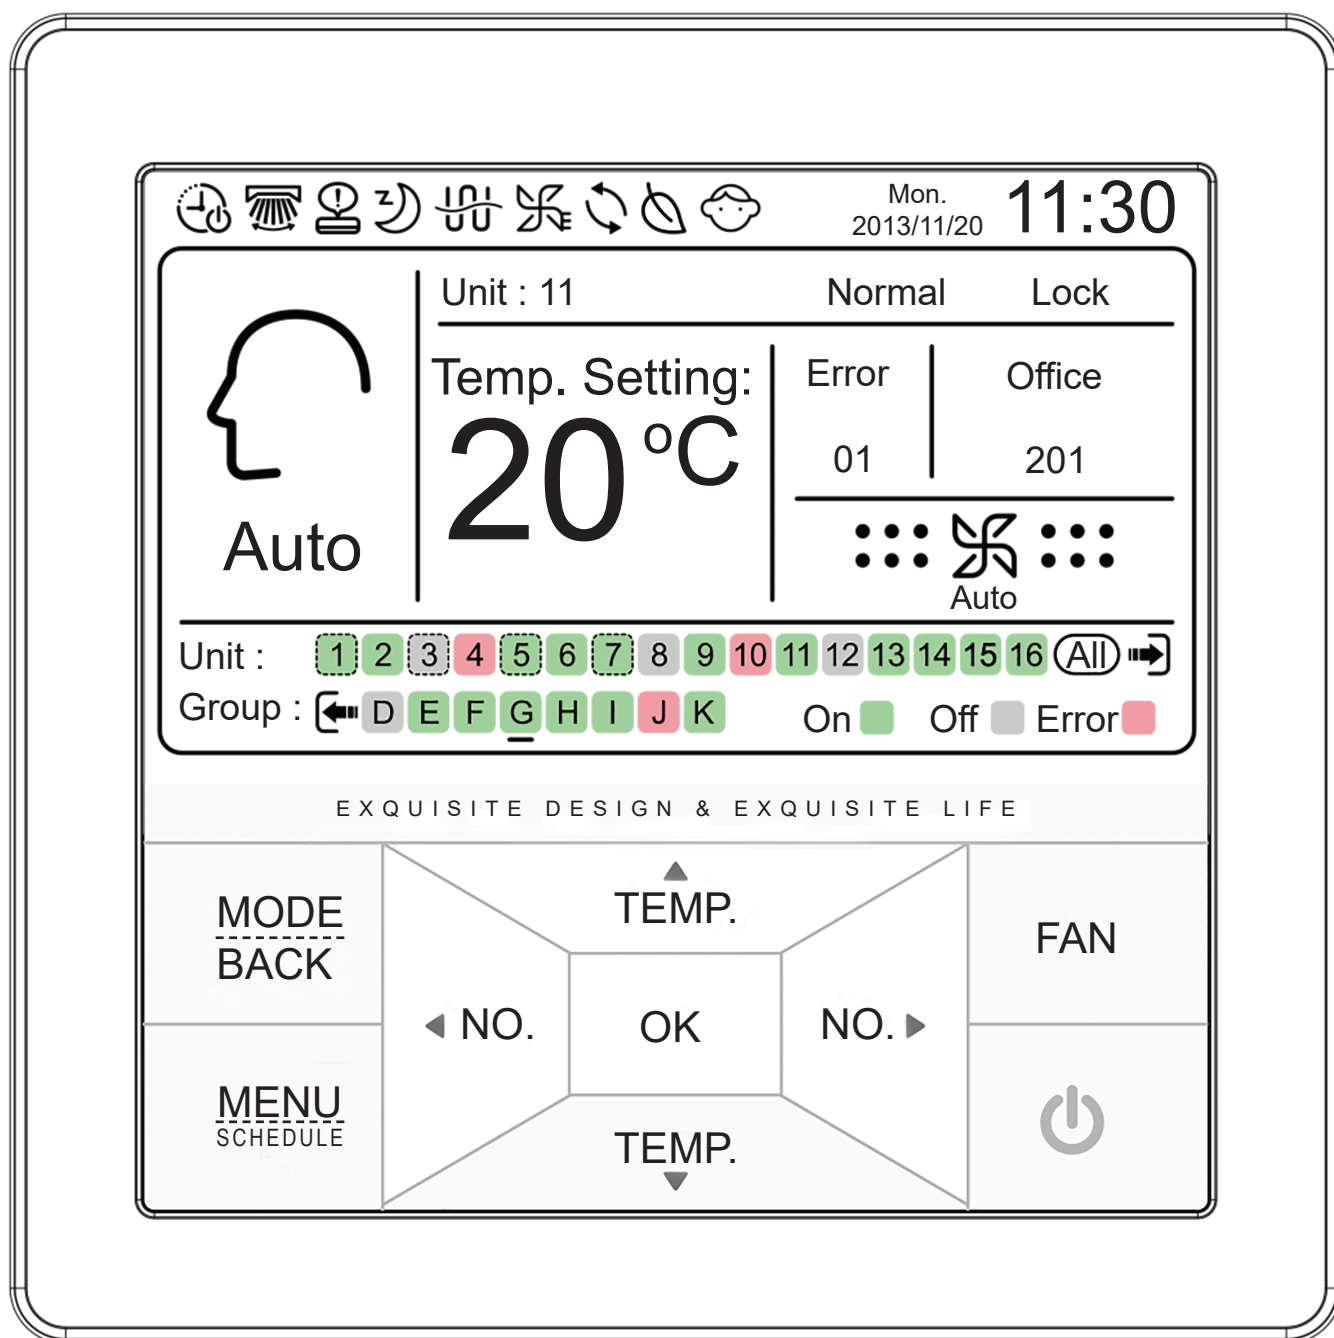 Mon.
2013/11/20
11:30
Unit : 11 Normal Lock
Temp. Setting:
20 °C
Error
01
Office
201
Auto
Auto
Unit : 1 2 3 4 5 6 7 8 9 10 11 12 13 14 15 16 All
Group : D E F G H I J K On Off Error
EXQUISITE DESIGN & EXQUISITE LIFE
MODE
BACK
TEMP.
FAN
NO.
OK
NO.
MENU
SCHEDULE
TEMP.